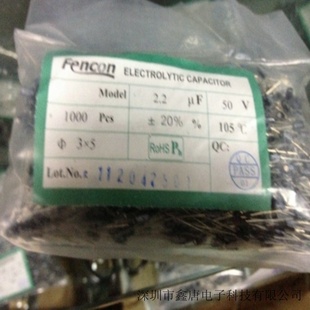 Fencon ELECTROLYTIC CAPACITOR
Model 2.2 μF 50 V
1000 Pcs ± 20% % 105℃
Φ 3×5 RoHS QC:
PASS
Lot.No.:
深圳市鑫唐电子科技有限公司